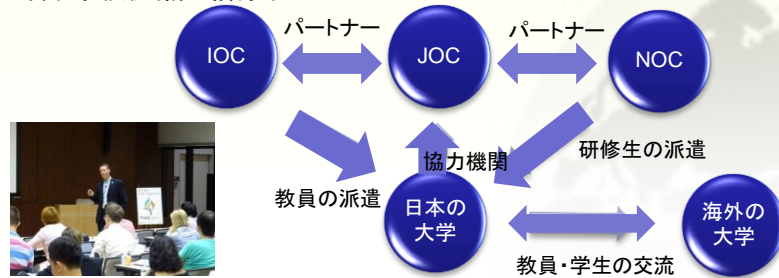 パートナー
パートナー
IOC
JOC
NOC
協力機関
研修生の派遣
教員の派遣
日本の
大学
海外の
大学
教員・学生の交流